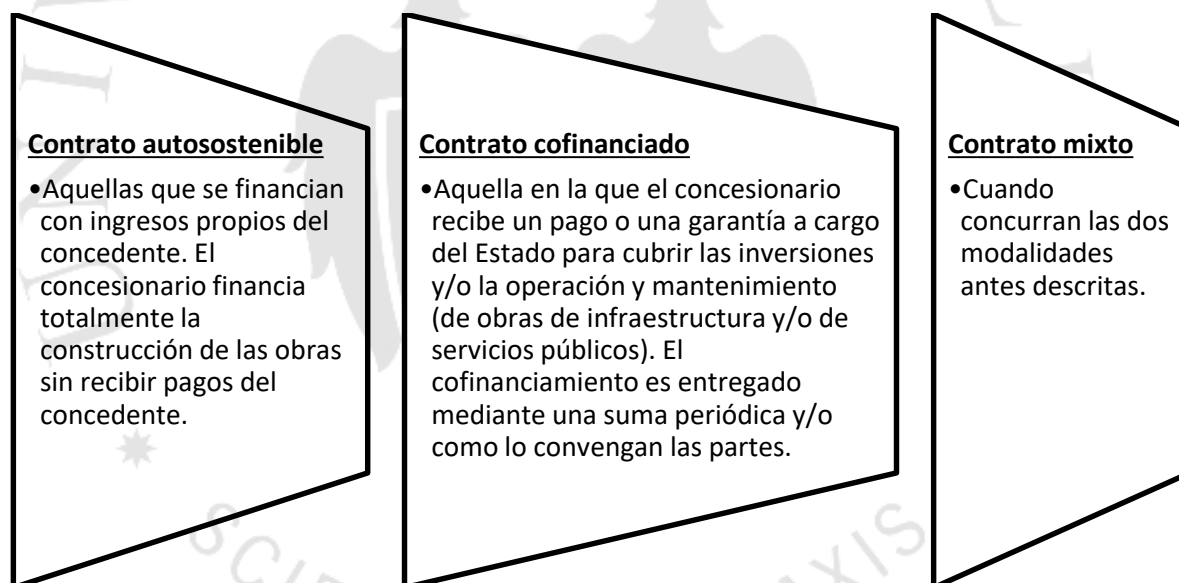 Contrato autosostenible
•Aquellas que se financian
con ingresos propios del
concedente. El
concesionario financia
totalmente la
construcción de las obras
sin recibir pagos del
concedente.
Contrato cofinanciado
•Aquella en la que el concesionario
recibe un pago o una garantía a cargo
del Estado para cubrir las inversiones
y/o la operación y mantenimiento
(de obras de infraestructura y/o de
servicios públicos). El
cofinanciamiento es entregado
mediante una suma periódica y/o
como lo convengan las partes.
Contrato mixto
•Cuando
concurran las dos
modalidades
antes descritas.